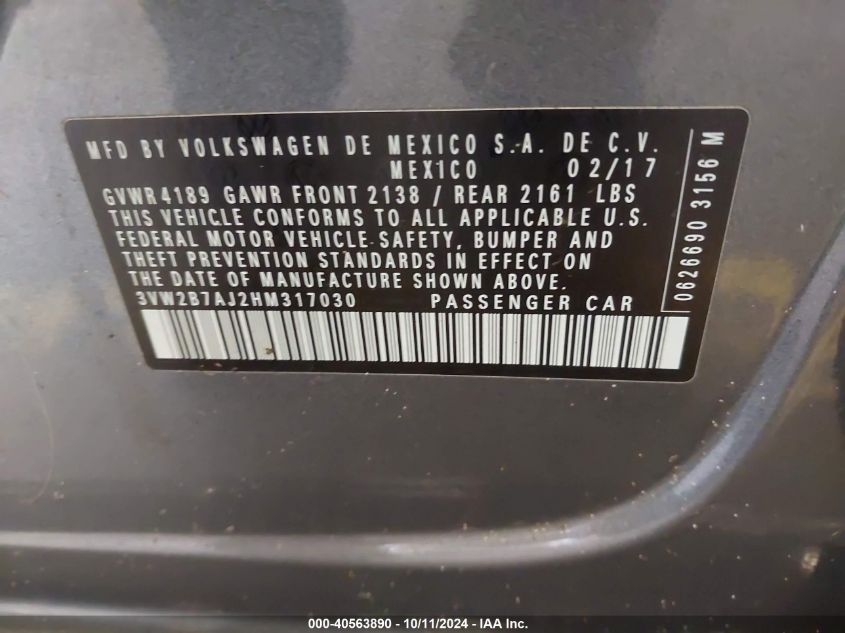 MFD BY VOLKSWAGEN DE MEXICO S.A. DE C.V.
MEXICO 02/17
GVWR 4189 GAWR FRONT 2138 / REAR 2161 LBS
THIS VEHICLE CONFORMS TO ALL APPLICABLE U.S.
FEDERAL MOTOR VEHICLE SAFETY, BUMPER AND
THEFT PREVENTION STANDARDS IN EFFECT ON
THE DATE OF MANUFACTURE SHOWN ABOVE.
3VW2B7AJ2HM317030 PASSENGER CAR
0626690 3156 M
000-40563890 - 10/11/2024 - IAA Inc.